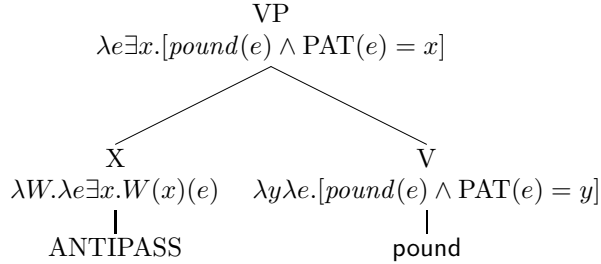 VP
λe∃x.[pound(e) ∧ PAT(e) = x]
X V
λW.λe∃x.W(x)(e) λyλe.[pound(e) ∧ PAT(e) = y]
ANTIPASS pound